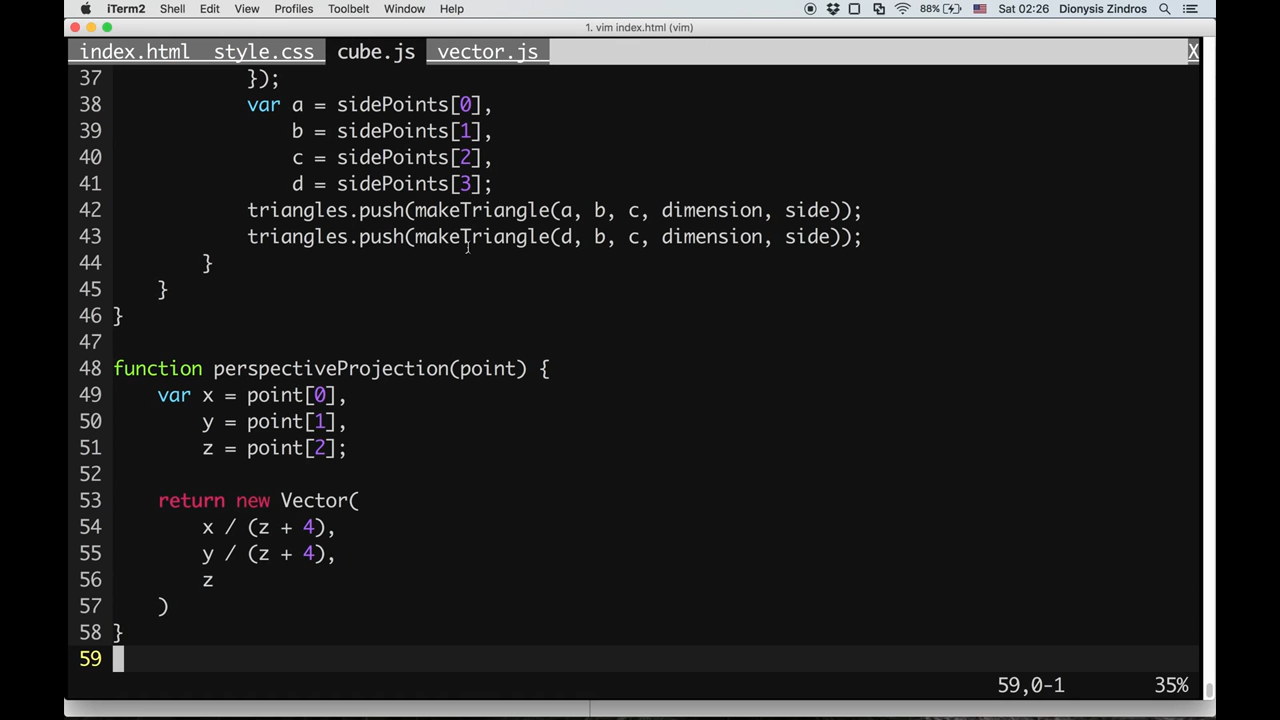 iTerm2 Shell Edit View Profiles Toolbelt Window Help 88% Sat 02:26 Dionysis Zindros
1. vim index.html (vim)
index.html style.css cube.js vector.js X
37 });
38 var a = sidePoints[0],
39 b = sidePoints[1],
40 c = sidePoints[2],
41 d = sidePoints[3];
42 triangles.push(makeTriangle(a, b, c, dimension, side));
43 triangles.push(makeTriangle(d, b, c, dimension, side));
44 }
45 }
46 }
47
48 function perspectiveProjection(point) {
49 var x = point[0],
50 y = point[1],
51 z = point[2];
52
53 return new Vector(
54 x / (z + 4),
55 y / (z + 4),
56 z
57 )
58 }
59
59,0-1 35%